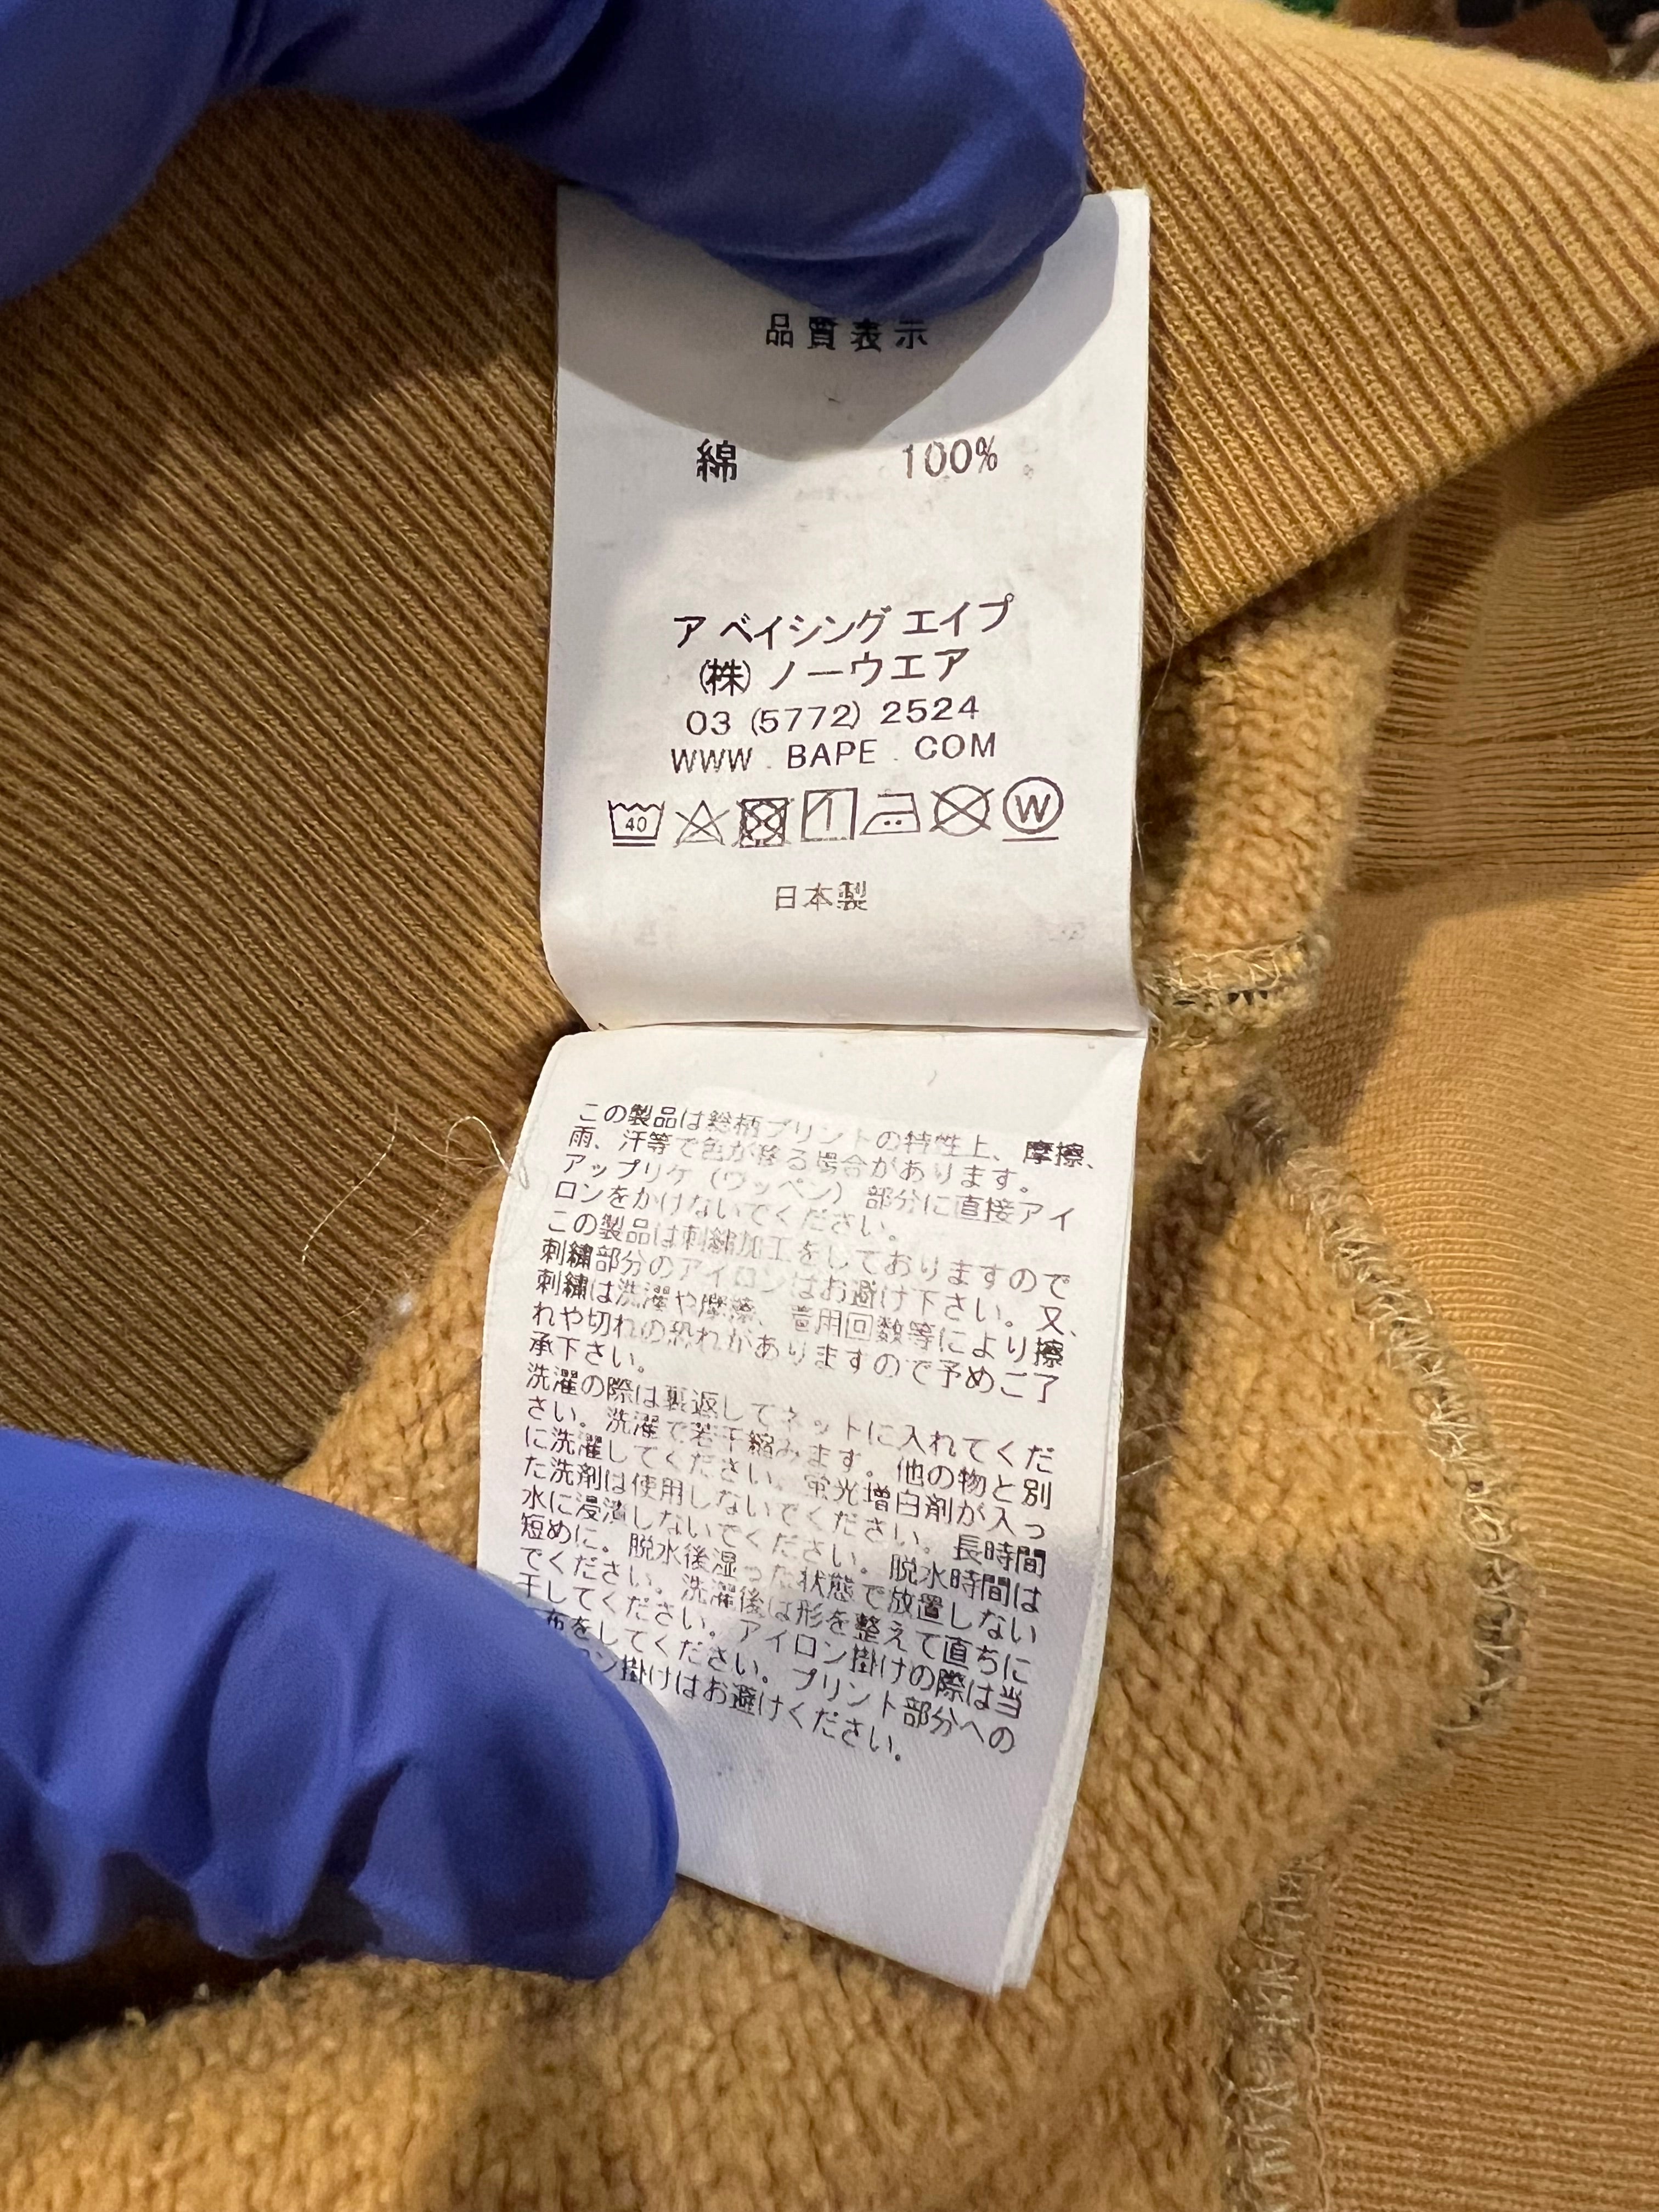 品質表示
綿 100%
ア ベイシング エイプ
(株) ノーウエア
03 (5772) 2524
WWW . BAPE . COM
40
W
日本製
この製品は総柄プリントの特性上、摩擦、
雨、汗等で色が移る場合があります。
アップリケ（ワッペン）部分に直接アイ
ロンをかけないでください。
この製品は刺繍加工をしておりますので
刺繍部分のアイロンはお避け下さい。又、
刺繍は洗濯や摩擦、着用回数等により擦
れや切れの恐れがありますので予めご了
承下さい。
洗濯の際は裏返してネットに入れてくだ
さい。洗濯で若干縮みます。他の物と別
に洗濯してください。蛍光増白剤が入っ
た洗剤は使用しないでください。長時間
水に浸漬しないでください。脱水時間は
短めに。脱水後湿った状態で放置しない
でください。洗濯後は形を整えて直ちに
干してください。アイロン掛けの際は当
布をしてください。プリント部分への
ン掛けはお避けください。